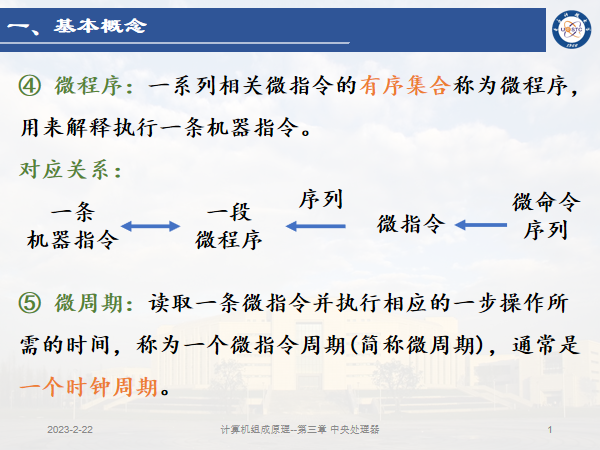 一、基本概念
④ 微程序：一系列相关微指令的有序集合称为微程序，
用来解释执行一条机器指令。
对应关系：
一条
机器指令
一段
微程序
序列
微指令
微命令
序列
⑤ 微周期：读取一条微指令并执行相应的一步操作所
需的时间，称为一个微指令周期(简称微周期)，通常是
一个时钟周期。
2023-2-22
计算机组成原理--第三章 中央处理器
1